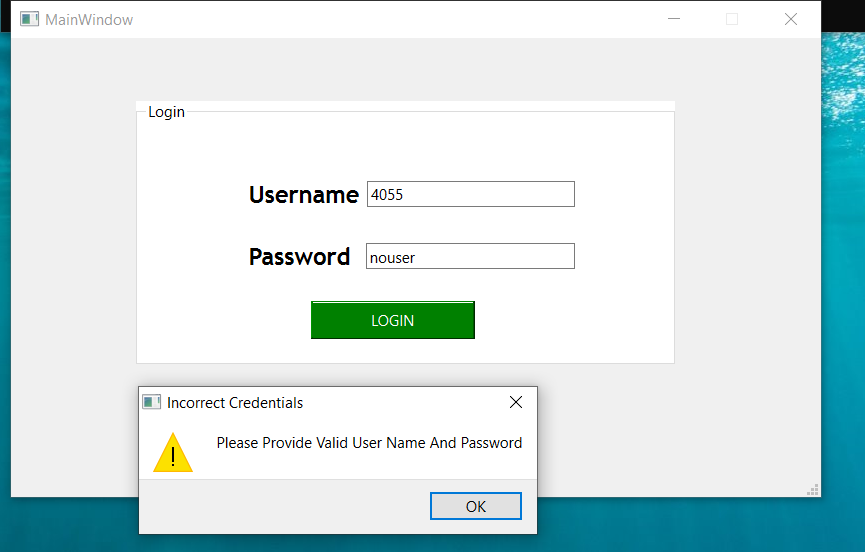 MainWindow
Login
Username 4055
Password nouser
LOGIN
Incorrect Credentials
Please Provide Valid User Name And Password
OK